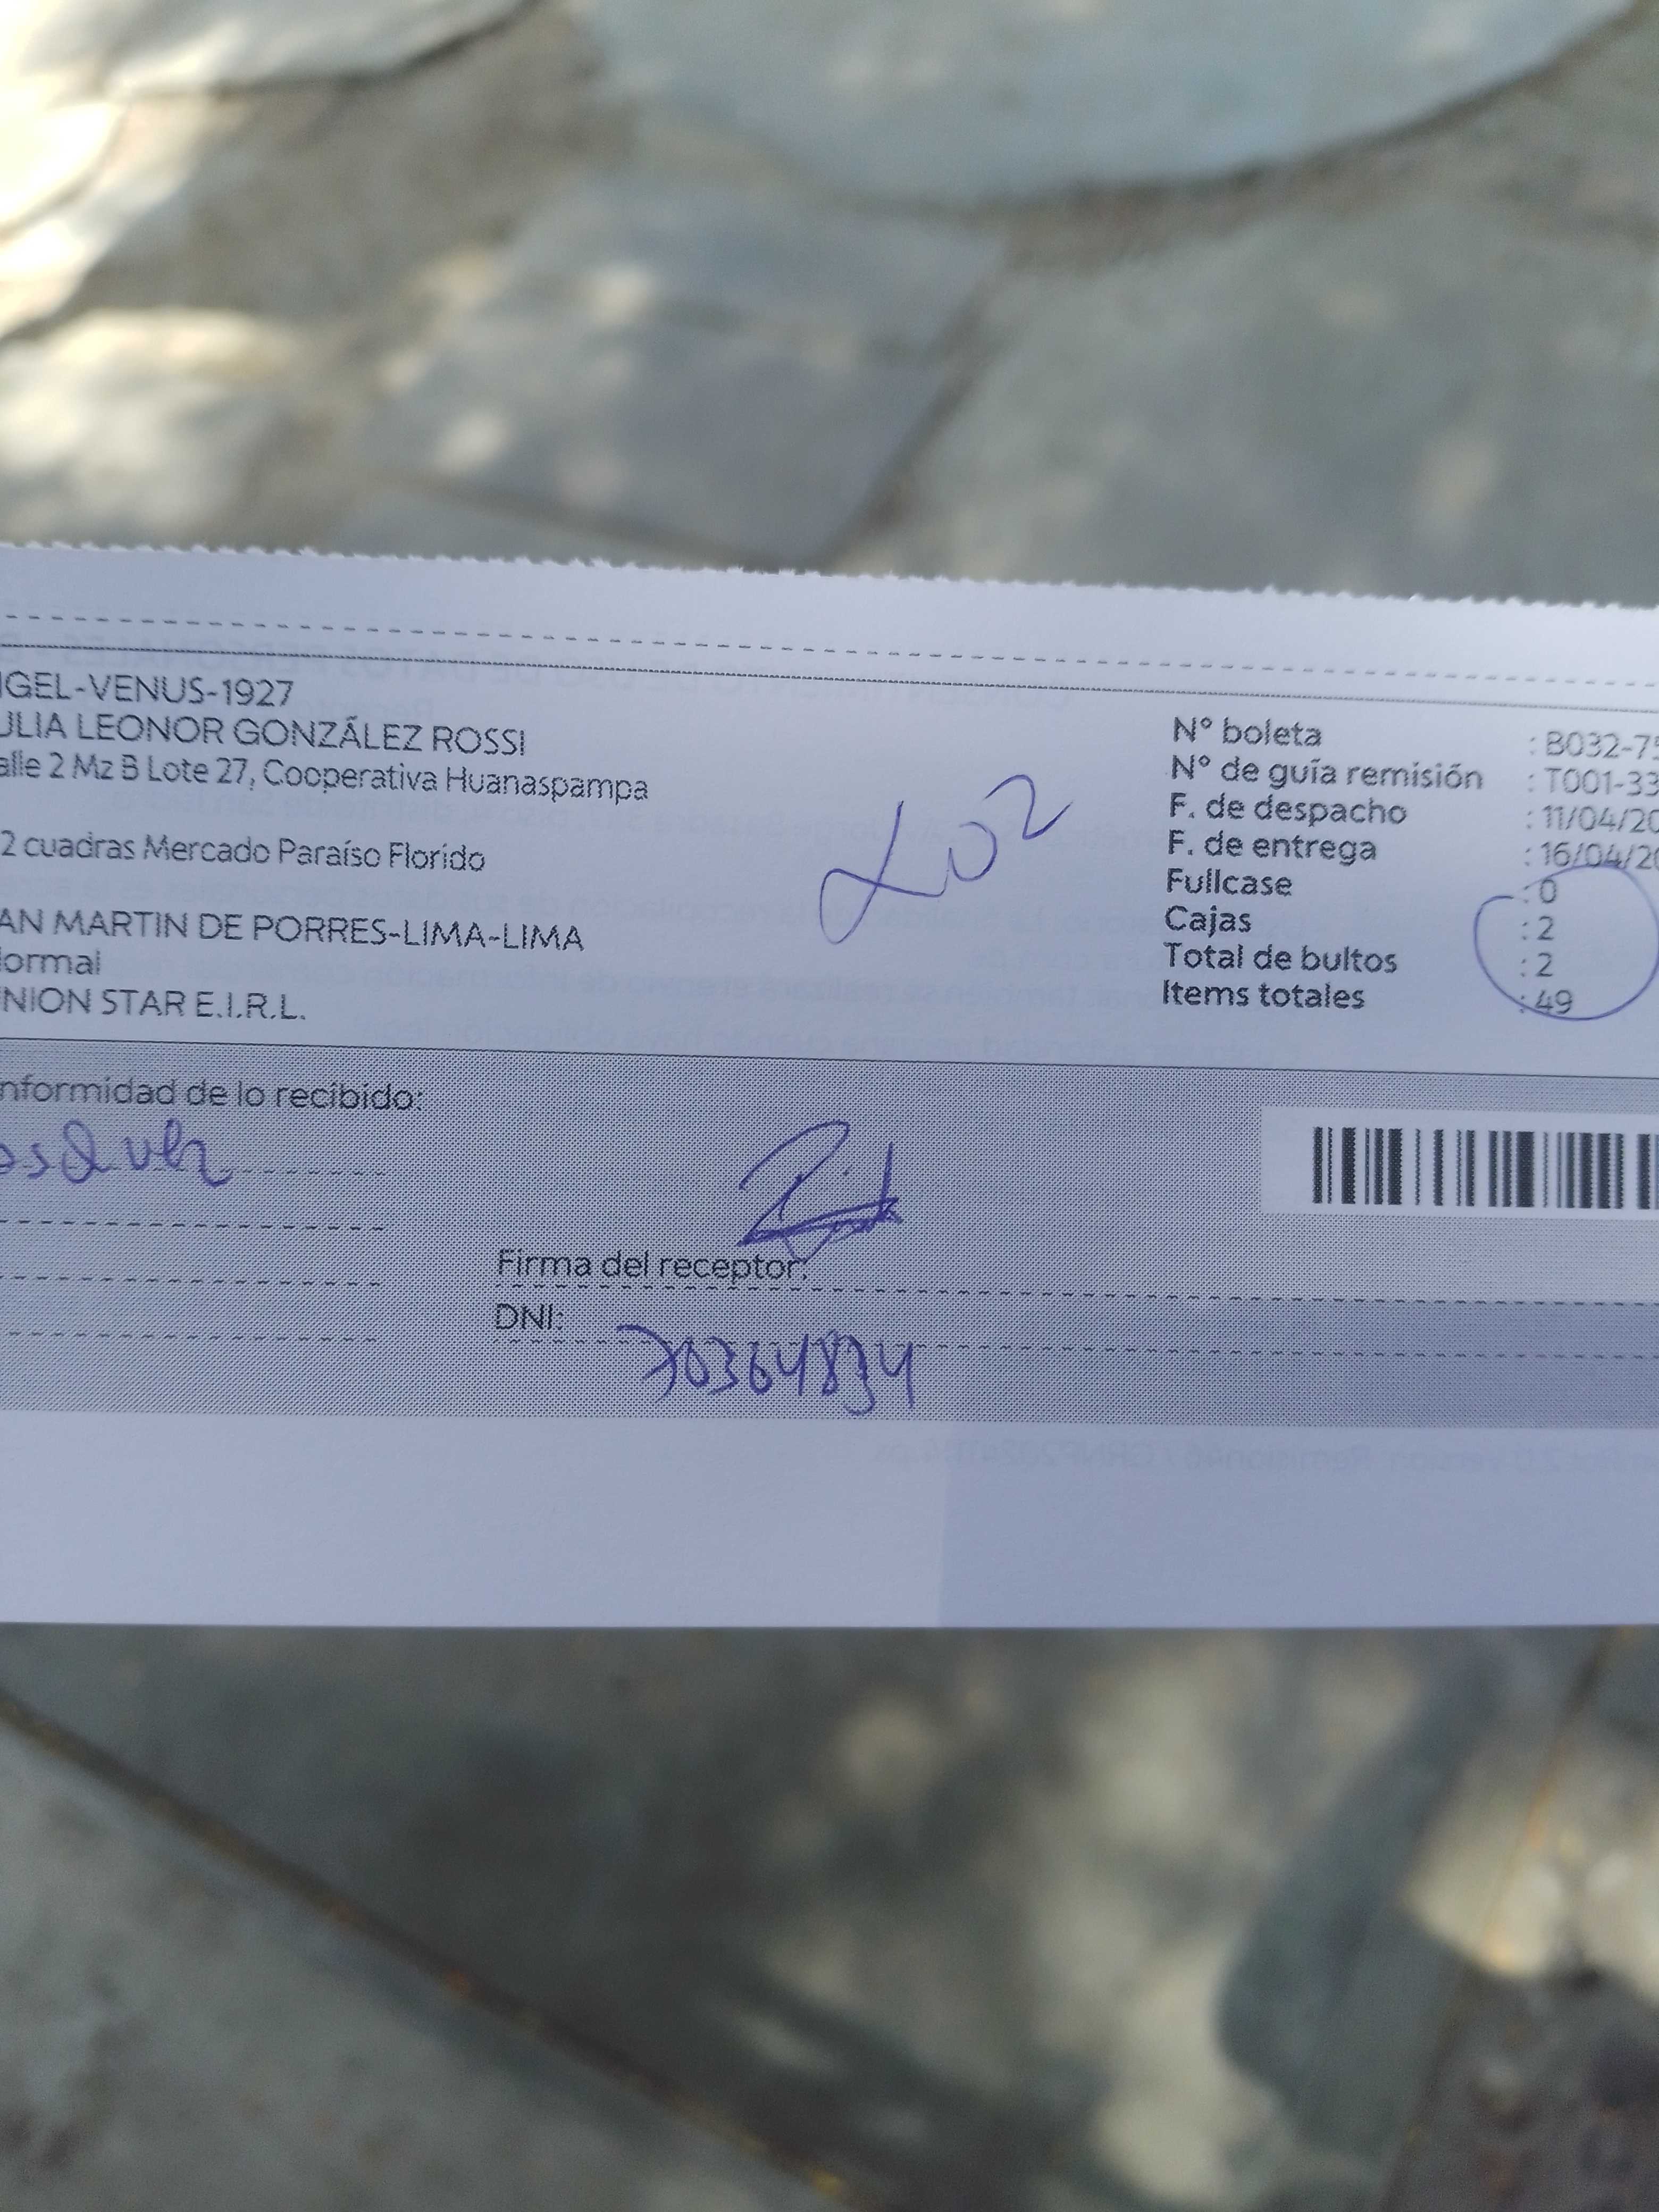 IGEL-VENUS-1927
ULIA LEONOR GONZÁLEZ ROSSI
alle 2 Mz B Lote 27, Cooperativa Huanaspampa
2 cuadras Mercado Paraíso Florido
AN MARTIN DE PORRES-LIMA-LIMA
Normal
NION STAR E.I.R.L.
N° boleta : B032-75
N° de guía remisión : T001-33
F. de despacho : 11/04/20
F. de entrega : 16/04/20
Fullcase : 0
Cajas : 2
Total de bultos : 2
Items totales : 49
nformidad de lo recibido:
Firma del receptor:
DNI:
70364834